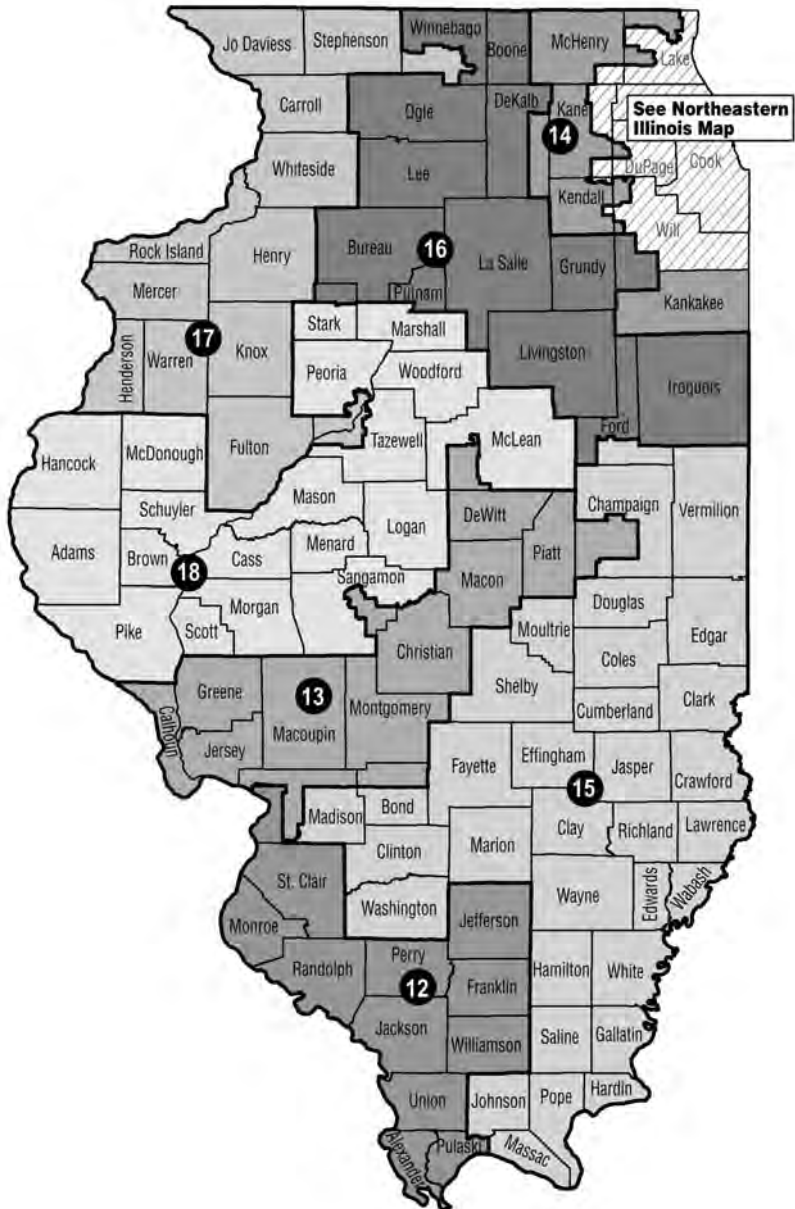 Jo Daviess
Stephenson
Winnebago
Boone
McHenry
Lake
Carroll
Ogle
DeKalb
Kane
See Northeastern
Illinois Map
14
Whiteside
Lee
DuPage
Cook
Kendall
Will
Rock Island
Henry
Bureau
16
La Salle
Grundy
Mercer
Putnam
Kankakee
Stark
Marshall
17
Henderson
Warren
Knox
Peoria
Woodford
Livingston
Iroquois
Ford
Fulton
Tazewell
McLean
Hancock
McDonough
Mason
Schuyler
Logan
DeWitt
Champaign
Vermilion
Adams
Brown
Cass
Menard
Piatt
18
Sangamon
Macon
Douglas
Morgan
Pike
Scott
Moultrie
Edgar
Christian
Coles
Greene
13
Shelby
Calhoun
Macoupin
Montgomery
Cumberland
Clark
Jersey
Fayette
Effingham
Jasper
Crawford
15
Madison
Bond
Clay
Richland
Lawrence
Clinton
Marion
St. Clair
Wayne
Edwards
Wabash
Washington
Jefferson
Monroe
Perry
Randolph
12
Franklin
Hamilton
White
Jackson
Williamson
Saline
Gallatin
Union
Johnson
Pope
Hardin
Alexander
Pulaski
Massac